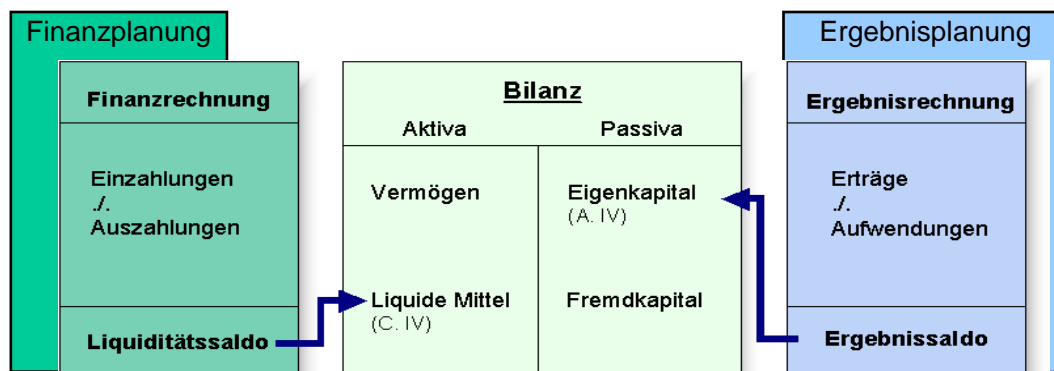 Finanzplanung
Finanzrechnung
Einzahlungen
./.
Auszahlungen
Liquiditätssaldo
Bilanz
Aktiva
Passiva
Vermögen
Eigenkapital
(A. IV)
Liquide Mittel
(C. IV)
Fremdkapital
Ergebnisplanung
Ergebnisrechnung
Erträge
./.
Aufwendungen
Ergebnissaldo